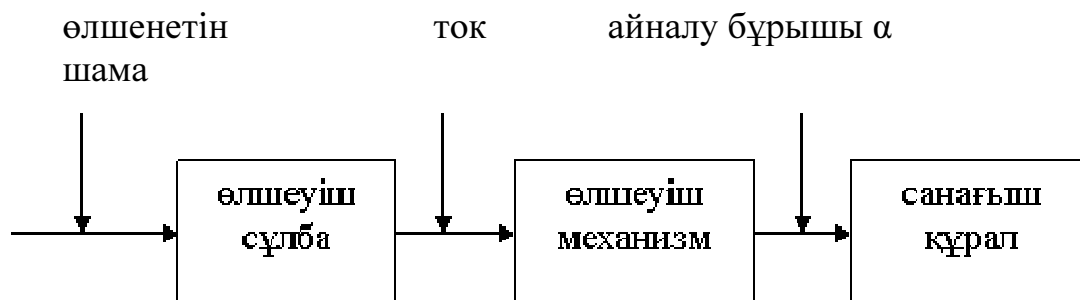 өлшенетін ток айналу бұрышы α
шама
өлшеуіш өлшеуіш санағыш
сұлба механизм құрал